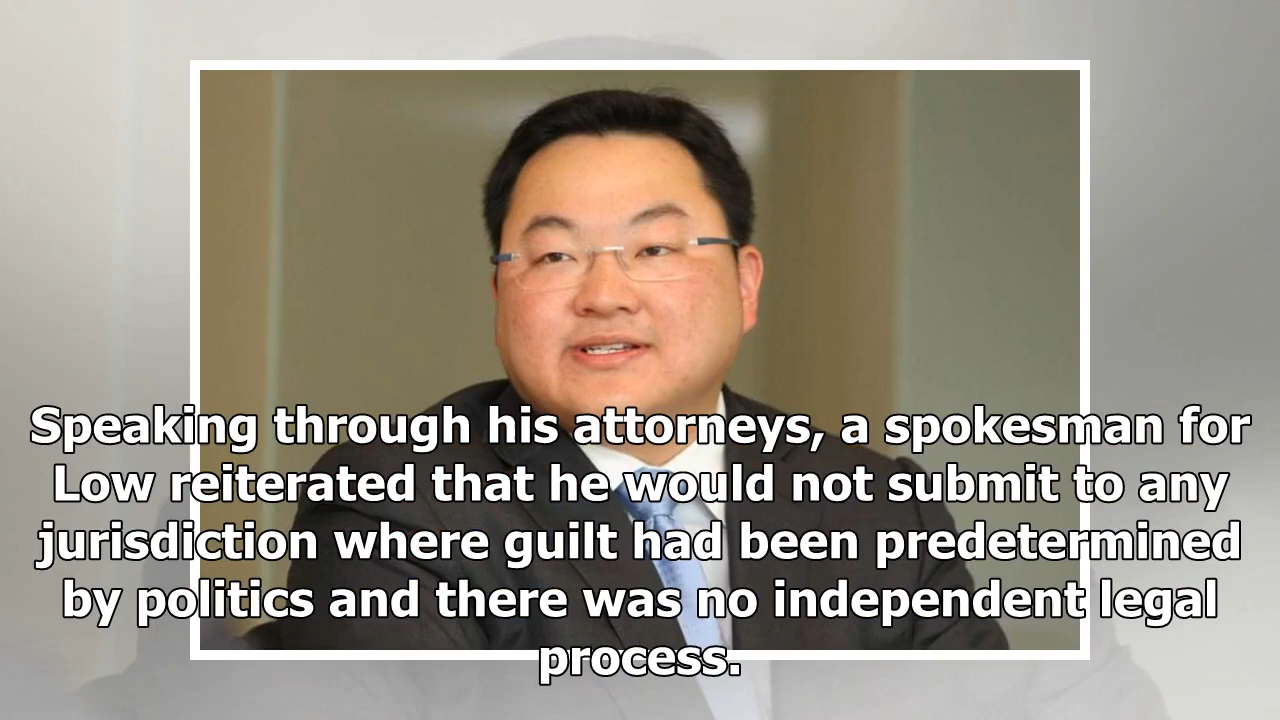 Speaking through his attorneys, a spokesman for
Low reiterated that he would not submit to any
jurisdiction where guilt had been predetermined
by politics and there was no independent legal
process.